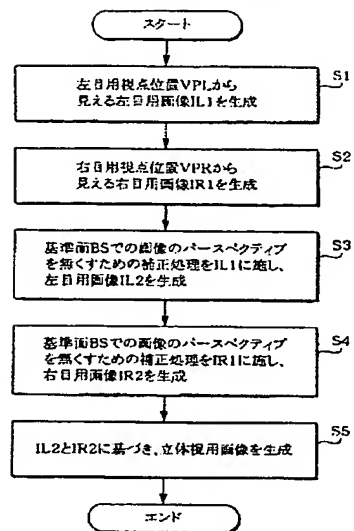 スタート
S1
左目用視点位置VPLから
見える左目用画像IL1を生成
S2
右目用視点位置VPRから
見える右目用画像IR1を生成
S3
基準面BSでの画像のパースペクティブ
を無くすための補正処理をIL1に施し、
左目用画像IL2を生成
S4
基準面BSでの画像のパースペクティブ
を無くすための補正処理をIR1に施し、
右目用画像IR2を生成
S5
IL2とIR2に基づき、立体視用画像を生成
エンド